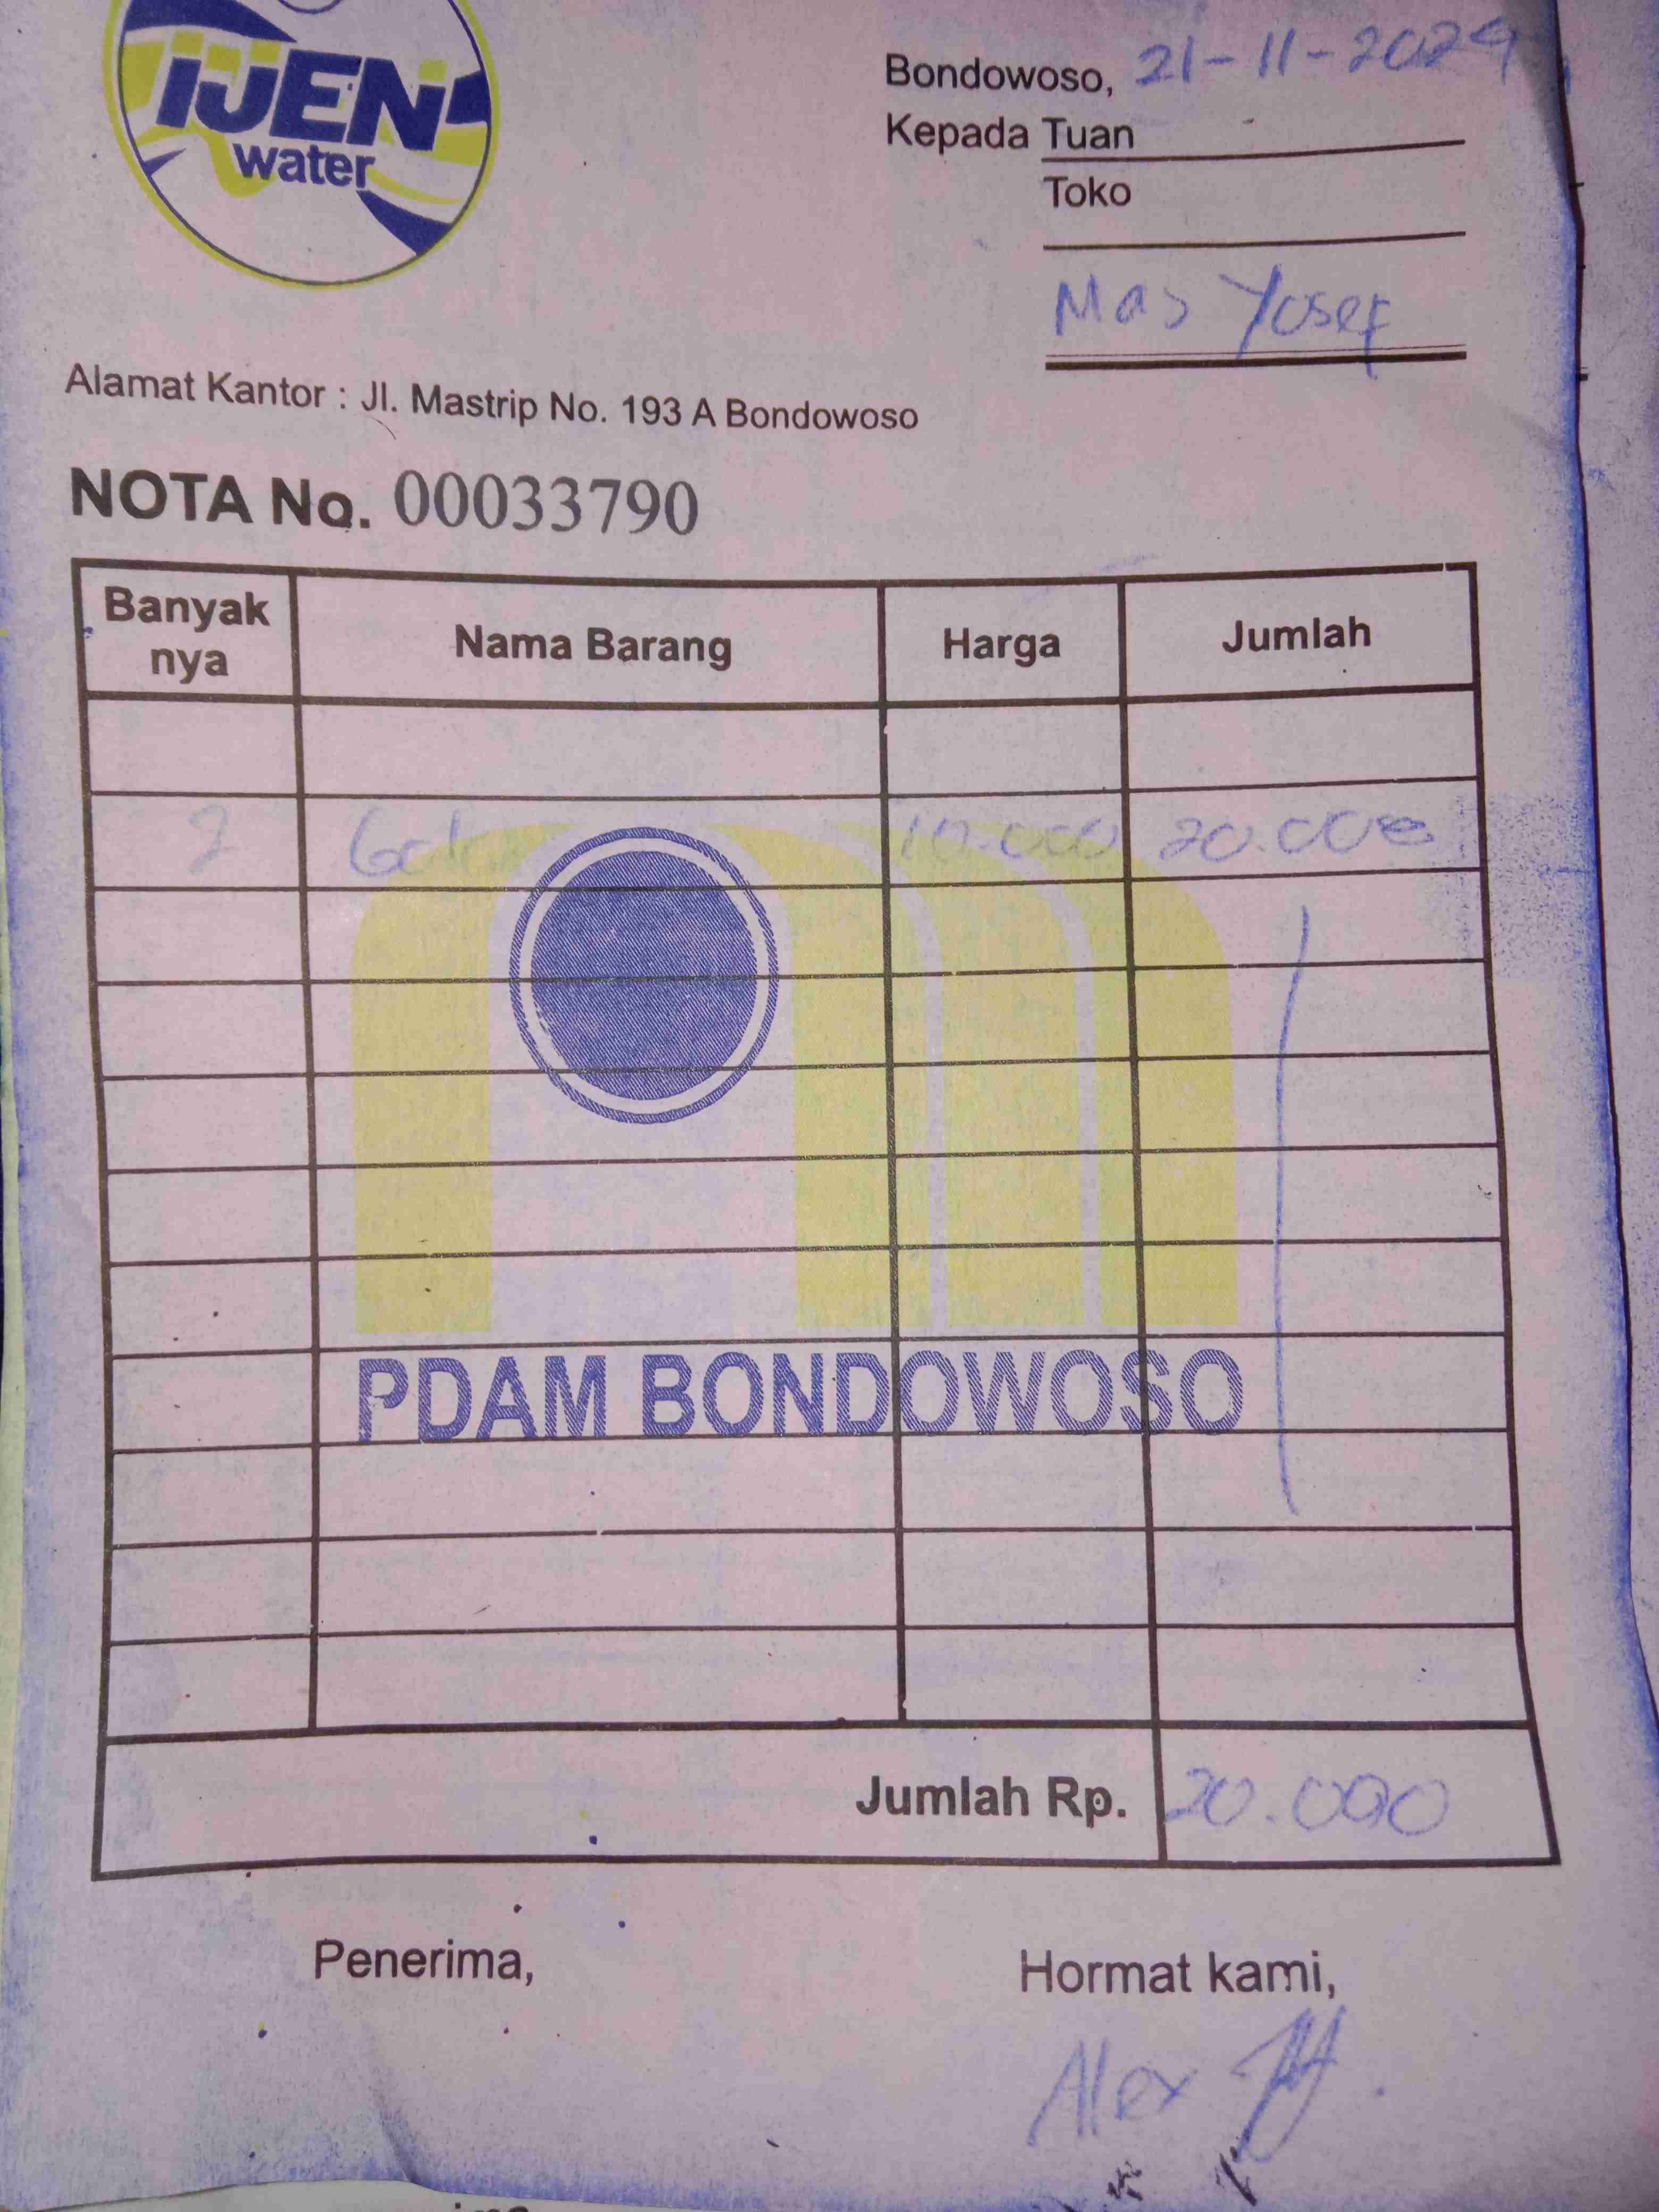 iJEN
water
Bondowoso, 21-11-2024
Kepada Tuan
Toko
Mas Yosef
Alamat Kantor : Jl. Mastrip No. 193 A Bondowoso
NOTA No. 00033790
Banyak nya Nama Barang Harga Jumlah
2 Gal 10.000 20.000
PDAM BONDOWOSO
Jumlah Rp. 20.000
Penerima, Hormat kami,
Alex